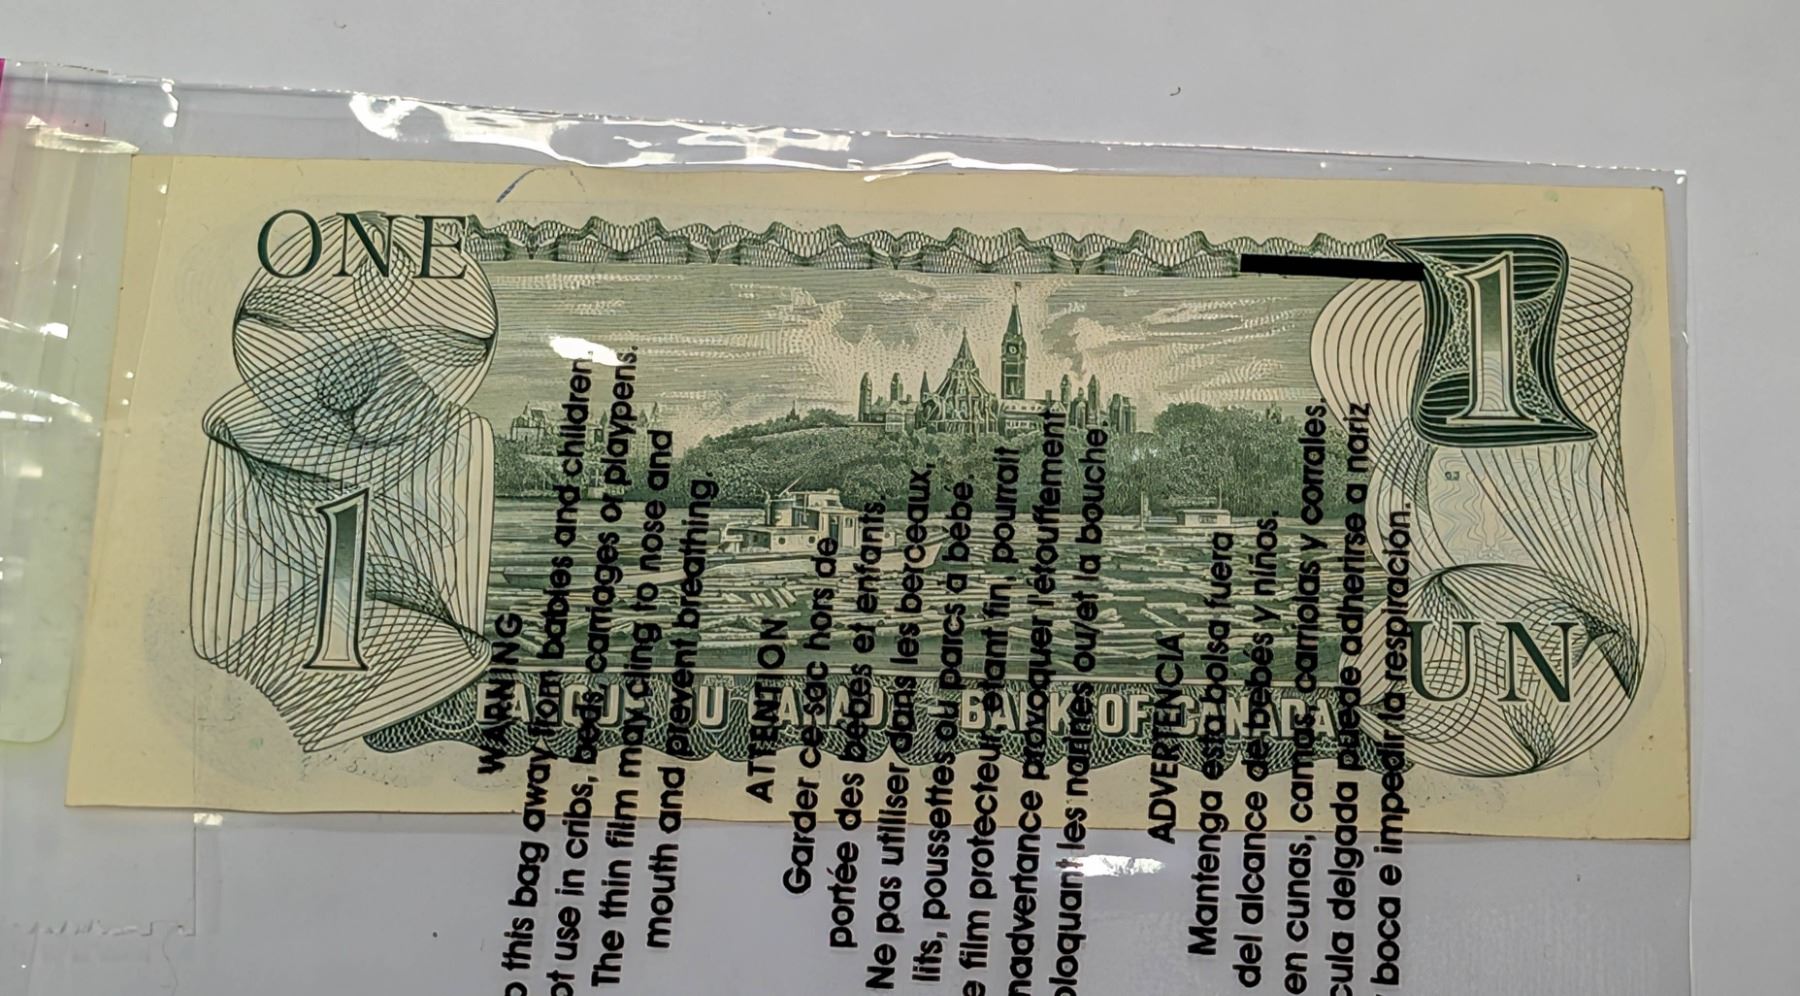 ONE
1
1
UN
BANQUE DU CANADA - BANK OF CANADA
WARNING
this bag away from babies and children.
use in cribs, beds, carriages or playpens.
The thin film may cling to nose and
mouth and prevent breathing.
ATTENTION
Garder ce sac hors de
portée des bébés et enfants.
Ne pas utiliser dans les berceaux,
lits, poussettes ou parcs à bébé.
film protecteur, étant fin, pourrait
inadvertance provoquer l'étouffement
bloquant les narines ou/et la bouche.
ADVERTENCIA
Mantenga esta bolsa fuera
del alcance de bebés y niños.
en cunas, camas, carriolas y corrales.
delgada puede adherirse a nariz
boca e impedir la respiración.